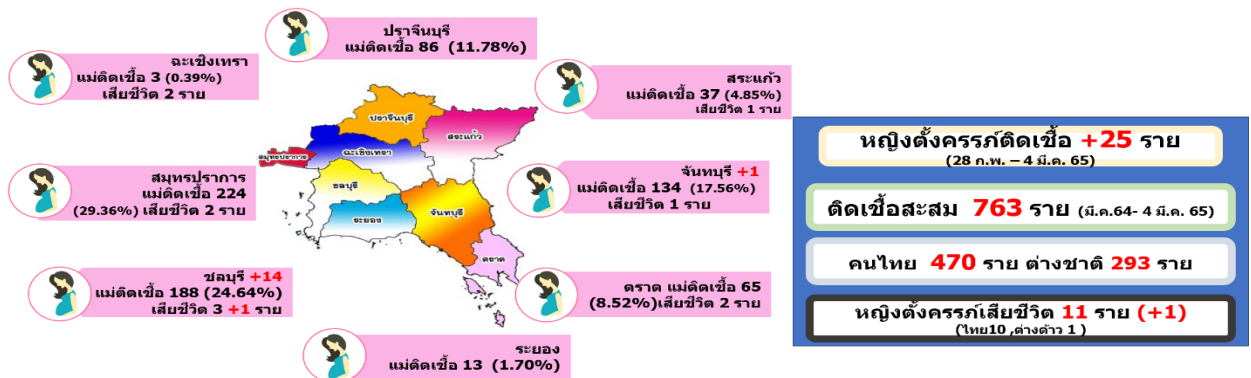 ปราจีนบุรี
แม่ติดเชื้อ 86 (11.78%)
ฉะเชิงเทรา
แม่ติดเชื้อ 3 (0.39%)
เสียชีวิต 2 ราย
สระแก้ว
แม่ติดเชื้อ 37 (4.85%)
เสียชีวิต 1 ราย
สมุทรปราการ
แม่ติดเชื้อ 224
(29.36%) เสียชีวิต 2 ราย
จันทบุรี +1
แม่ติดเชื้อ 134 (17.56%)
เสียชีวิต 1 ราย
ชลบุรี +14
แม่ติดเชื้อ 188 (24.64%)
เสียชีวิต 3 +1 ราย
ตราด แม่ติดเชื้อ 65
(8.52%)เสียชีวิต 2 ราย
ระยอง
แม่ติดเชื้อ 13 (1.70%)
ปราจีนบุรี
สระแก้ว
สมุทรปราการ
ฉะเชิงเทรา
ชลบุรี
ระยอง
จันทบุรี
ตราด
หญิงตั้งครรภ์ติดเชื้อ +25 ราย
(28 ก.พ. – 4 มี.ค. 65)
ติดเชื้อสะสม 763 ราย (มี.ค.64- 4 มี.ค. 65)
คนไทย 470 ราย ต่างชาติ 293 ราย
หญิงตั้งครรภ์เสียชีวิต 11 ราย (+1)
(ไทย10 ,ต่างด้าว 1 )